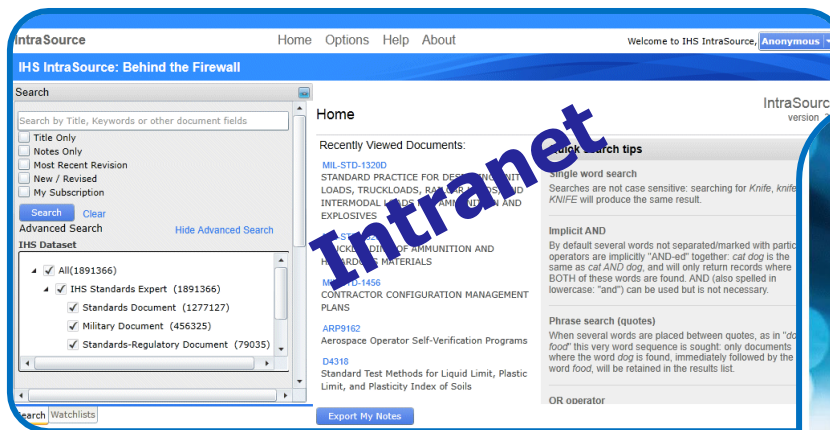 IntraSource
Home Options Help About
Welcome to IHS IntraSource, Anonymous
IHS IntraSource: Behind the Firewall
Search
Search by Title, Keywords or other document fields
Title Only
Notes Only
Most Recent Revision
New / Revised
My Subscription
Search Clear
Advanced Search
Hide Advanced Search
IHS Dataset
All(1891366)
IHS Standards Expert (1891366)
Standards Document (1277127)
Military Document (456325)
Standards-Regulatory Document (79035)
Search Watchlists
Home
Recently Viewed Documents:
MIL-STD-1320D
STANDARD PRACTICE FOR
LOADS, TRUCKLOADS,
INTERMODAL AND
EXPLOSIVES
OF AMMUNITION AND
MATERIALS
-1456
CONTRACTOR CONFIGURATION MANAGEMENT
PLANS
ARP9162
Aerospace Operator Self-Verification Programs
D4318
Standard Test Methods for Liquid Limit, Plastic
Limit, and Plasticity Index of Soils
Export My Notes
Intranet
IntraSourc
version
Quick search tips
Single word search
Searches are not case sensitive: searching for Knife, knife
KNIFE will produce the same result.
Implicit AND
By default several words not separated/marked with partic
operators are implicitly "AND-ed" together: cat dog is the
same as cat AND dog, and will only return records where
BOTH of these words are found. AND (also spelled in
lowercase: "and") can be used but is not necessary.
Phrase search (quotes)
When several words are placed between quotes, as in "do
food" this very word sequence is sought: only documents
where the word dog is found, immediately followed by the
word food, will be retained in the results list.
OR operator